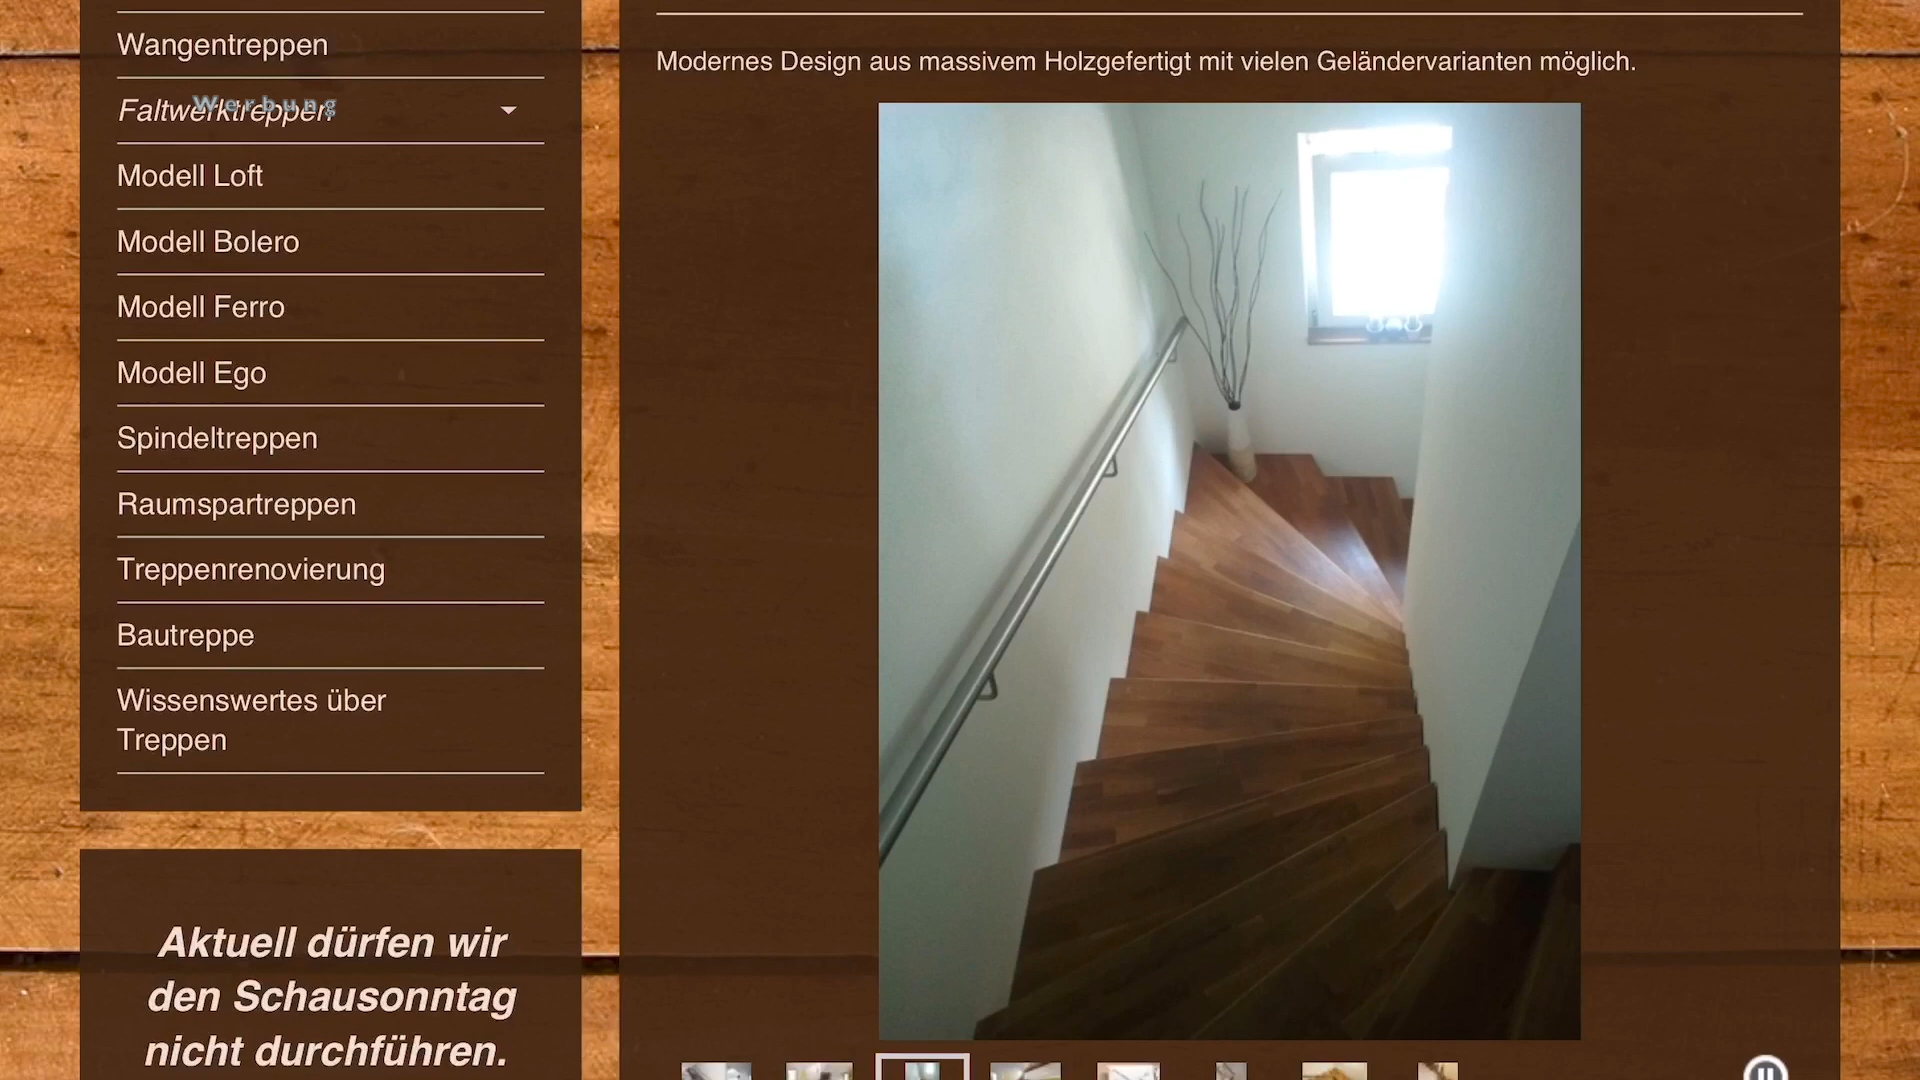 Wangentreppen
Werbung
Faltwerktreppen
Modell Loft
Modell Bolero
Modell Ferro
Modell Ego
Spindeltreppen
Raumspartreppen
Treppenrenovierung
Bautreppe
Wissenswertes über
Treppen
Aktuell dürfen wir
den Schausonntag
nicht durchführen.
Modernes Design aus massivem Holzgefertigt mit vielen Geländervarianten möglich.